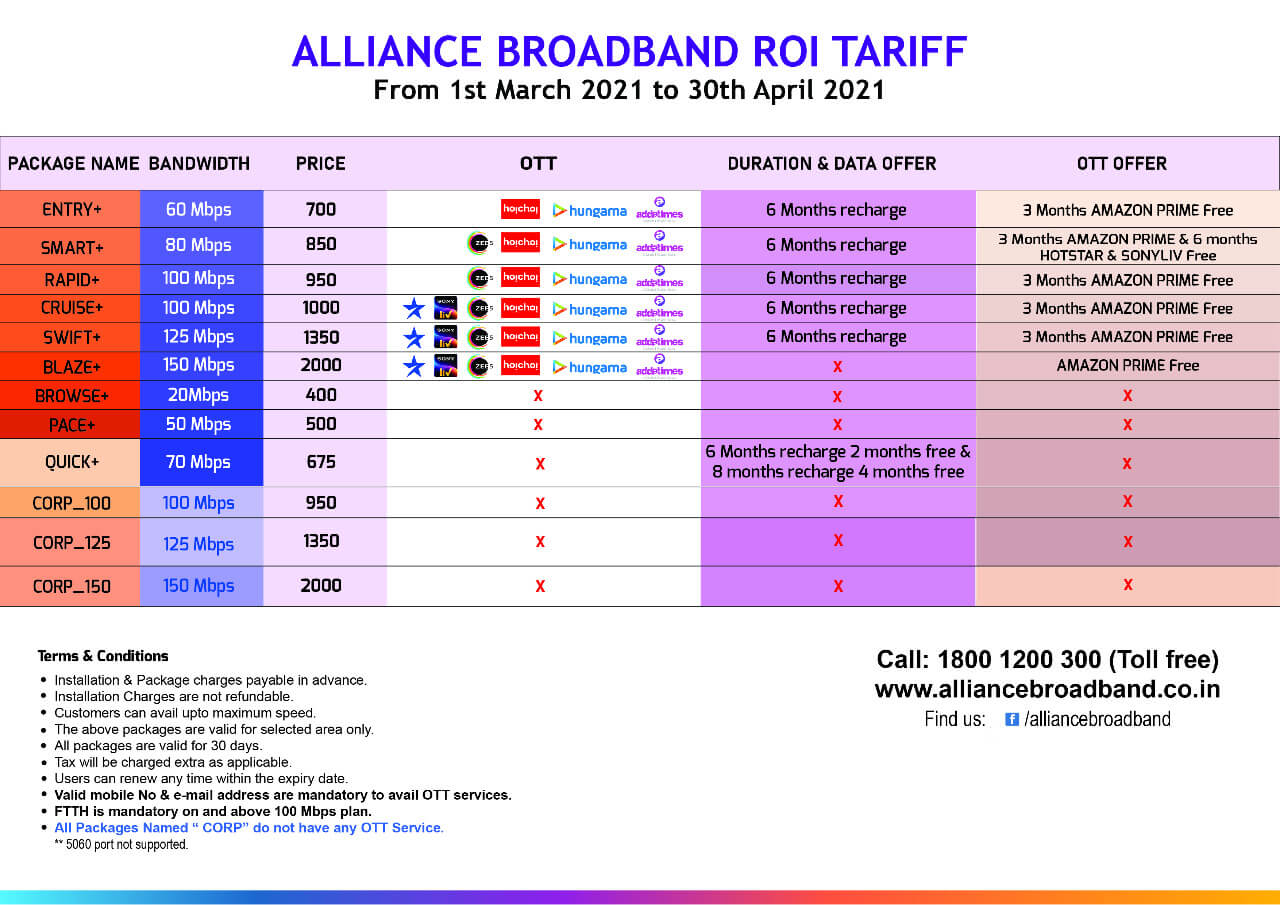 ALLIANCE BROADBAND ROI TARIFF
From 1st March 2021 to 30th April 2021
PACKAGE NAME BANDWIDTH PRICE OTT DURATION & DATA OFFER OTT OFFER
ENTRY+ 60 Mbps 700 hoichoi hungama addatimes 6 Months recharge 3 Months AMAZON PRIME Free
SMART+ 80 Mbps 850 ZEE5 hoichoi hungama addatimes 6 Months recharge 3 Months AMAZON PRIME & 6 months
HOTSTAR & SONYLIV Free
RAPID+ 100 Mbps 950 ZEE5 hoichoi hungama addatimes 6 Months recharge 3 Months AMAZON PRIME Free
CRUISE+ 100 Mbps 1000 SONY liv ZEE5 hoichoi hungama addatimes 6 Months recharge 3 Months AMAZON PRIME Free
SWIFT+ 125 Mbps 1350 SONY liv ZEE5 hoichoi hungama addatimes 6 Months recharge 3 Months AMAZON PRIME Free
BLAZE+ 150 Mbps 2000 SONY liv ZEE5 hoichoi hungama addatimes X AMAZON PRIME Free
BROWSE+ 20Mbps 400 X X X
PACE+ 50 Mbps 500 X X X
QUICK+ 70 Mbps 675 X 6 Months recharge 2 months free & X
8 months recharge 4 months free
CORP_100 100 Mbps 950 X X X
CORP_125 125 Mbps 1350 X X X
CORP_150 150 Mbps 2000 X X X
Terms & Conditions
• Installation & Package charges payable in advance.
• Installation Charges are not refundable.
• Customers can avail upto maximum speed.
• The above packages are valid for selected area only.
• All packages are valid for 30 days.
• Tax will be charged extra as applicable.
• Users can renew any time within the expiry date.
• Valid mobile No & e-mail address are mandatory to avail OTT services.
• FTTH is mandatory on and above 100 Mbps plan.
• All Packages Named “ CORP” do not have any OTT Service.
** 5060 port not supported.
Call: 1800 1200 300 (Toll free)
www.alliancebroadband.co.in
Find us: f /alliancebroadband